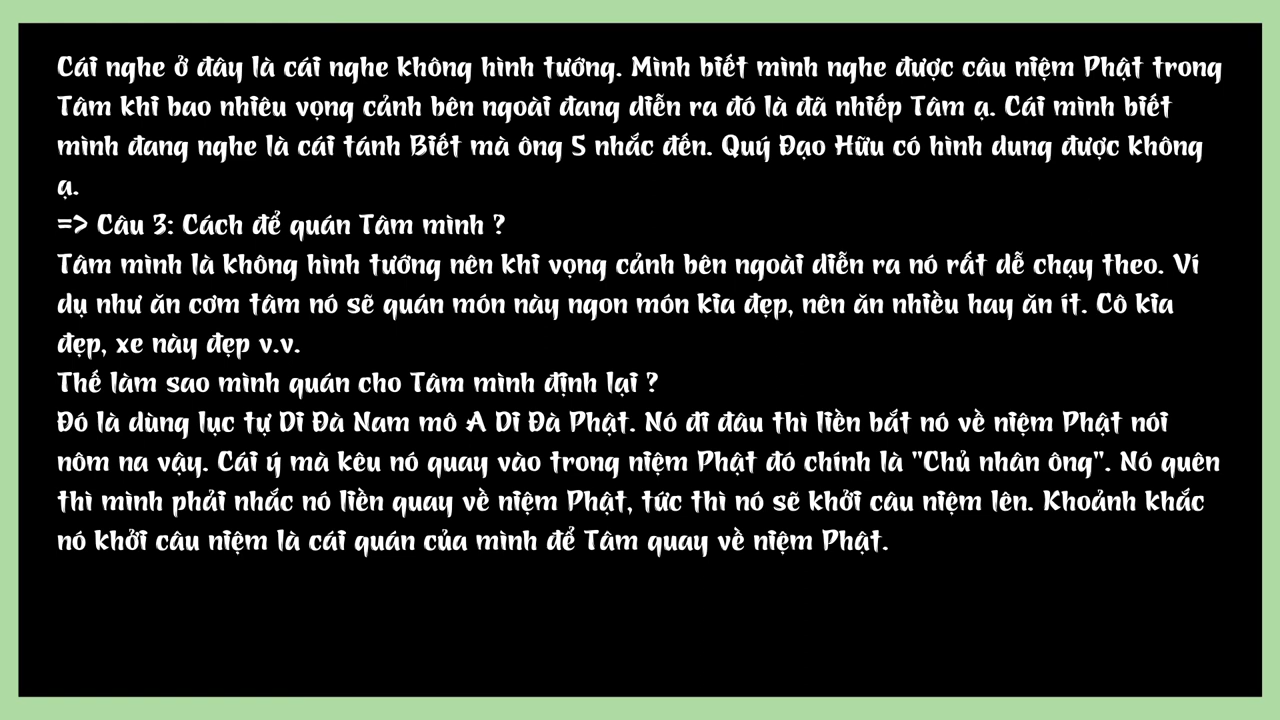 Cái nghe ở đây là cái nghe không hình tướng. Mình biết mình nghe được câu niệm Phật trong
Tâm khi bao nhiêu vọng cảnh bên ngoài đang diễn ra đó là đã nhiếp Tâm ạ. Cái mình biết
mình đang nghe là cái tánh Biết mà ông S nhắc đến. Quý Đạo Hữu có hình dung được không
ạ.
=> Câu 3: Cách để quán Tâm mình ?
Tâm mình là không hình tướng nên khi vọng cảnh bên ngoài diễn ra nó rất dễ chạy theo. Ví
dụ như ăn cơm tâm nó sẽ quán món này ngon món kia đẹp, nên ăn nhiều hay ăn ít. Cô kia
đẹp, xe này đẹp v.v.
Thế làm sao mình quán cho Tâm mình định lại ?
Đó là dùng lục tự Di Đà Nam mô A Di Đà Phật. Nó đi đâu thì liền bắt nó về niệm Phật nói
nôm na vậy. Cái ý mà kêu nó quay vào trong niệm Phật đó chính là "Chủ nhân ông". Nó quên
thì mình phải nhắc nó liền quay về niệm Phật, tức thì nó sẽ khởi câu niệm lên. Khoảnh khắc
nó khởi câu niệm là cái quán của mình để Tâm quay về niệm Phật.